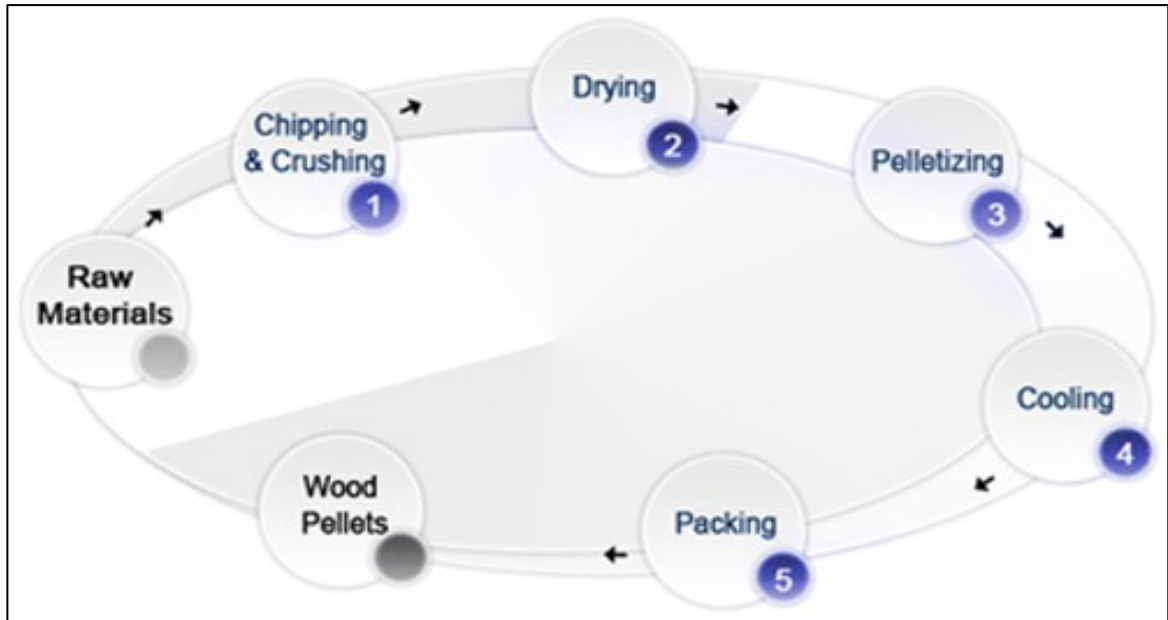 Raw
Materials
Chipping
& Crushing
1
Drying
2
Pelletizing
3
Cooling
4
Packing
5
Wood
Pellets